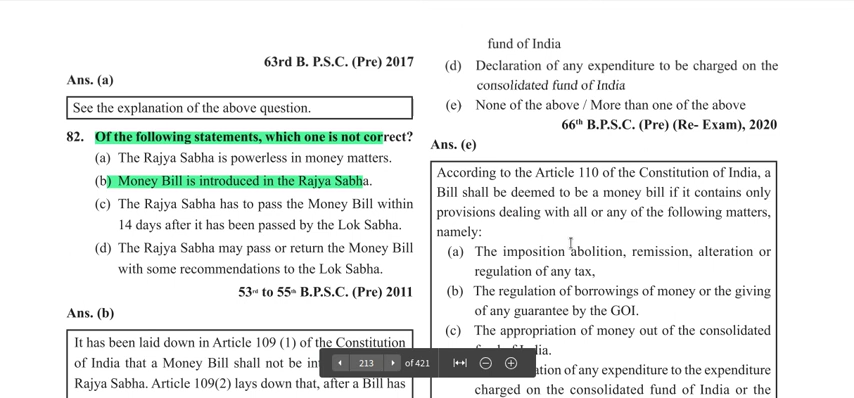 63rd B. P.S.C. (Pre) 2017
Ans. (a)
See the explanation of the above question.
82. Of the following statements, which one is not correct?
(a) The Rajya Sabha is powerless in money matters.
(b) Money Bill is introduced in the Rajya Sabha.
(c) The Rajya Sabha has to pass the Money Bill within
14 days after it has been passed by the Lok Sabha.
(d) The Rajya Sabha may pass or return the Money Bill
with some recommendations to the Lok Sabha.
53rd to 55th B.P.S.C. (Pre) 2011
Ans. (b)
It has been laid down in Article 109 (1) of the Constitution
of India that a Money Bill shall not be
Rajya Sabha. Article 109(2) lays down that, after a Bill has
fund of India
(d) Declaration of any expenditure to be charged on the
consolidated fund of India
(e) None of the above / More than one of the above
66th B.P.S.C. (Pre) (Re- Exam), 2020
Ans. (e)
According to the Article 110 of the Constitution of India, a
Bill shall be deemed to be a money bill if it contains only
provisions dealing with all or any of the following matters,
namely:
(a) The imposition abolition, remission, alteration or
regulation of any tax,
(b) The regulation of borrowings of money or the giving
of any guarantee by the GOI.
(c) The appropriation of money out of the consolidated
of any expenditure to the expenditure
charged on the consolidated fund of India or the
213 of 421